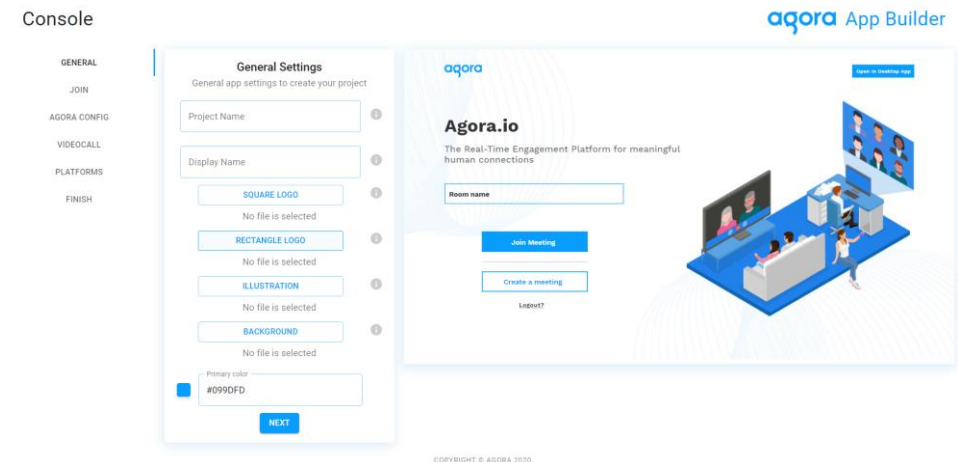 Console
agora App Builder
GENERAL
JOIN
AGORA CONFIG
VIDEOCALL
PLATFORMS
FINISH
General Settings
General app settings to create your project
Project Name
Display Name
SQUARE LOGO
No file is selected
RECTANGLE LOGO
No file is selected
ILLUSTRATION
No file is selected
BACKGROUND
No file is selected
Primary color
#099DFD
NEXT
agora
Open in Desktop App
Agora.io
The Real-Time Engagement Platform for meaningful
human connections
Room name
Join Meeting
Create a meeting
Logout?
COPYRIGHT © AGORA 2020.